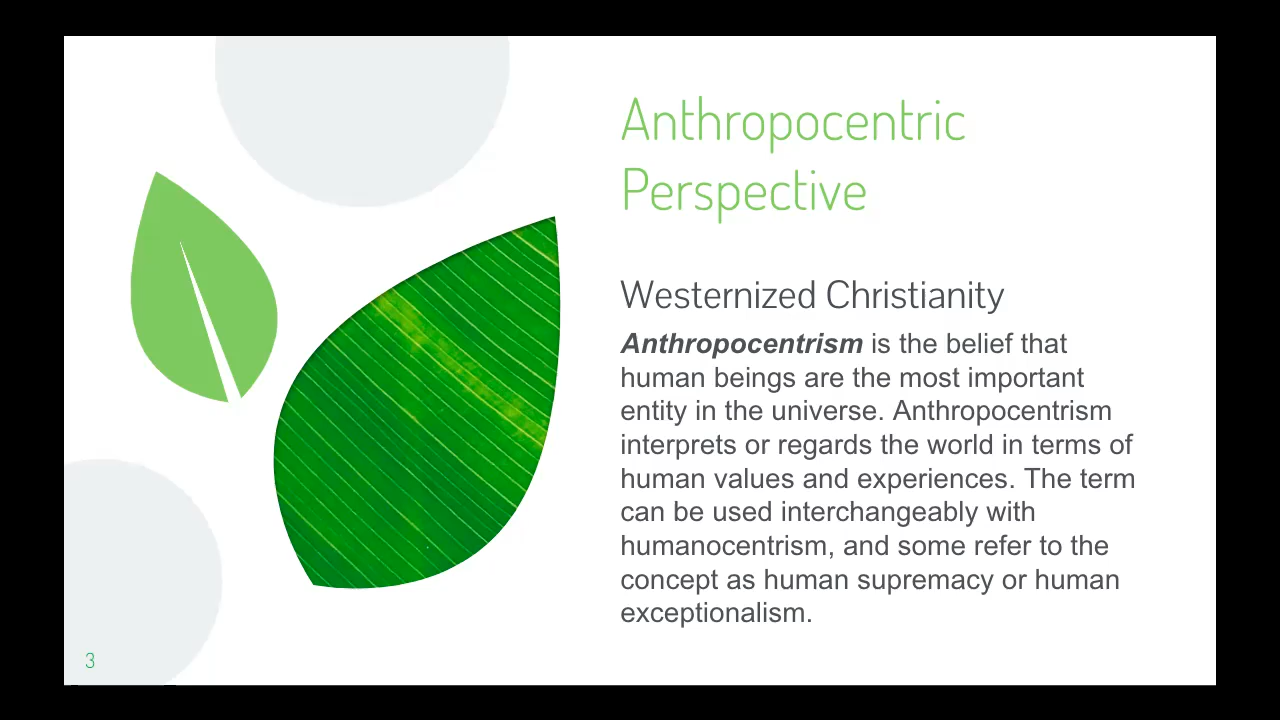 Anthropocentric
Perspective
Westernized Christianity
Anthropocentrism is the belief that
human beings are the most important
entity in the universe. Anthropocentrism
interprets or regards the world in terms of
human values and experiences. The term
can be used interchangeably with
humanocentrism, and some refer to the
concept as human supremacy or human
exceptionalism.
3